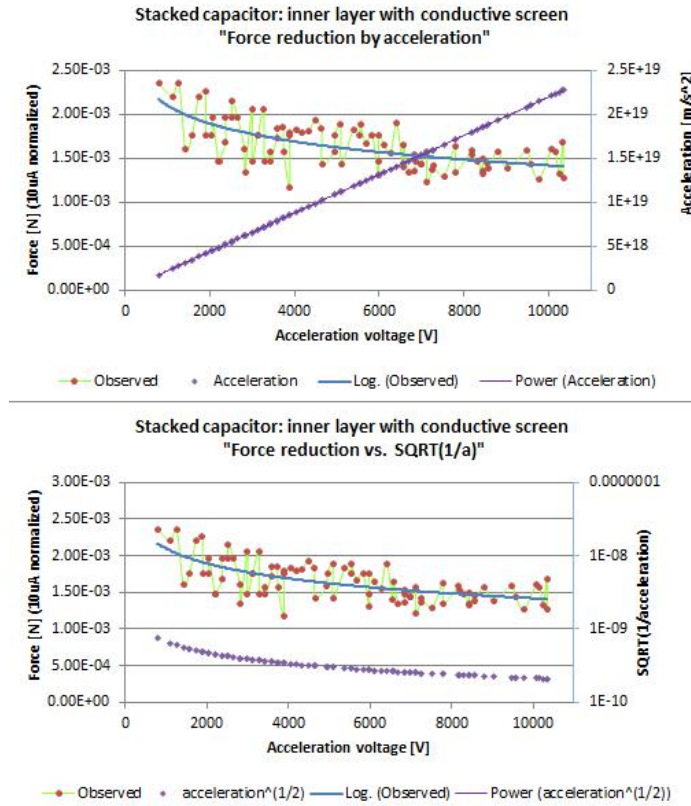 Stacked capacitor: inner layer with conductive screen
"Force reduction by acceleration"
2.50E-03
2.00E-03
1.50E-03
1.00E-03
5.00E-04
0.00E+00
Force [N] (10uA normalized)
2.5E+19
2E+19
1.5E+19
1E+19
5E+18
0
Acceleration [m/s^2]
0 2000 4000 6000 8000 10000
Acceleration voltage [V]
Observed Acceleration Log. (Observed) Power (Acceleration)
Stacked capacitor: inner layer with conductive screen
"Force reduction vs. SQRT(1/a)"
3.00E-03
2.50E-03
2.00E-03
1.50E-03
1.00E-03
5.00E-04
0.00E+00
Force [N] (10uA normalized)
0.0000001
1E-08
1E-09
1E-10
SQRT(1/acceleration)
0 2000 4000 6000 8000 10000
Acceleration voltage [V]
Observed acceleration^(1/2) Log. (Observed) Power (acceleration^(1/2))